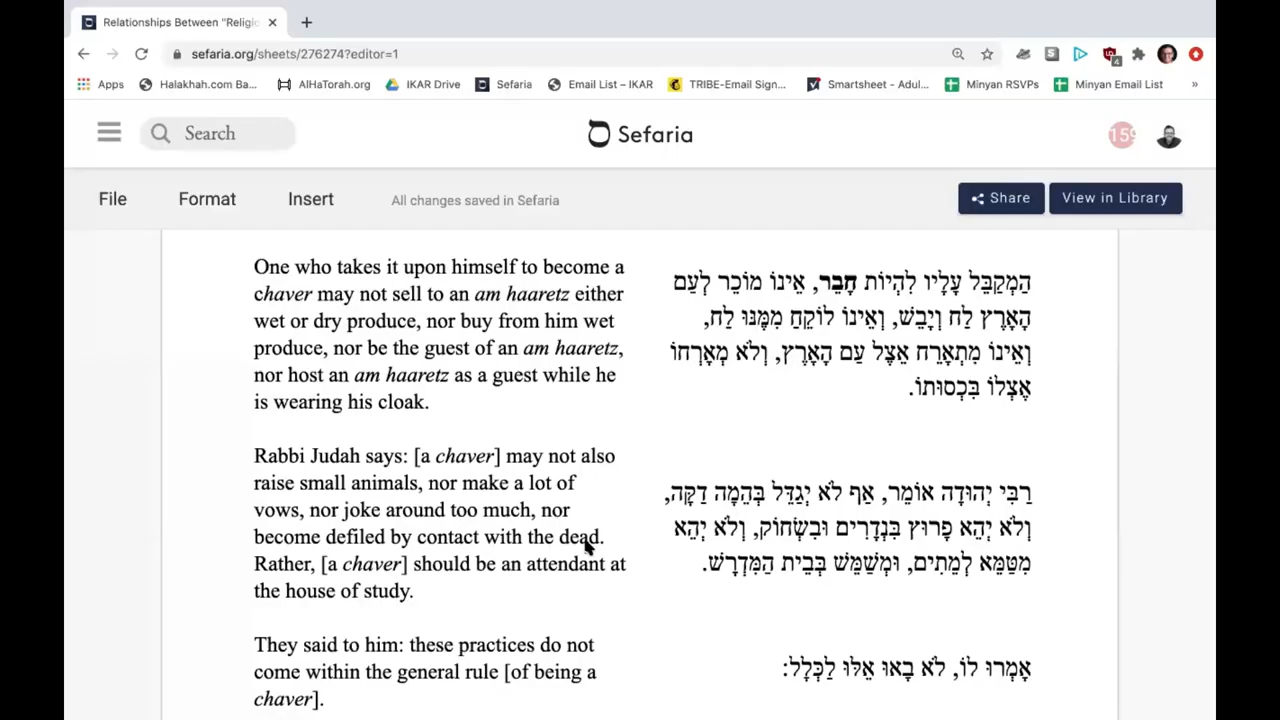 Relationships Between "Religi
sefaria.org/sheets/276274?editor=1
Apps
Halakhah.com Ba...
AlHaTorah.org
IKAR Drive
Sefaria
Email List – IKAR
TRIBE-Email Sign...
Smartsheet - Adul...
Minyan RSVPs
Minyan Email List
»
Search
Sefaria
159
File
Format
Insert
All changes saved in Sefaria
Share
View in Library
One who takes it upon himself to become a
chaver may not sell to an am haaretz either
wet or dry produce, nor buy from him wet
produce, nor be the guest of an am haaretz,
nor host an am haaretz as a guest while he
is wearing his cloak.
הַמְקַבֵּל עָלָיו לִהְיוֹת חָבֵר, אֵינוֹ מוֹכֵר לְעַם
הָאָרֶץ לַח וְיָבֵשׁ, וְאֵינוֹ לוֹקֵחַ מִמֶּנּוּ לַח,
וְאֵינוֹ מִתְאָרֵחַ אֵצֶל עַם הָאָרֶץ, וְלֹא מְאָרְחוֹ
אֶצְלוֹ בִּכְסוּתוֹ.
Rabbi Judah says: [a chaver] may not also
raise small animals, nor make a lot of
vows, nor joke around too much, nor
become defiled by contact with the dead.
Rather, [a chaver] should be an attendant at
the house of study.
רַבִּי יְהוּדָה אוֹמֵר, אַף לֹא יְגַדֵּל בְּהֵמָה דַקָּה,
וְלֹא יְהֵא פָרוּץ בִּנְדָרִים וּבִשְׂחוֹק, וְלֹא יְהֵא
מִטַּמֵּא לְמֵתִים, וּמְשַׁמֵּשׁ בְּבֵית הַמִּדְרָשׁ.
They said to him: these practices do not
come within the general rule [of being a
chaver].
אָמְרוּ לוֹ, לֹא בָאוּ אֵלּוּ לַכְּלָל: